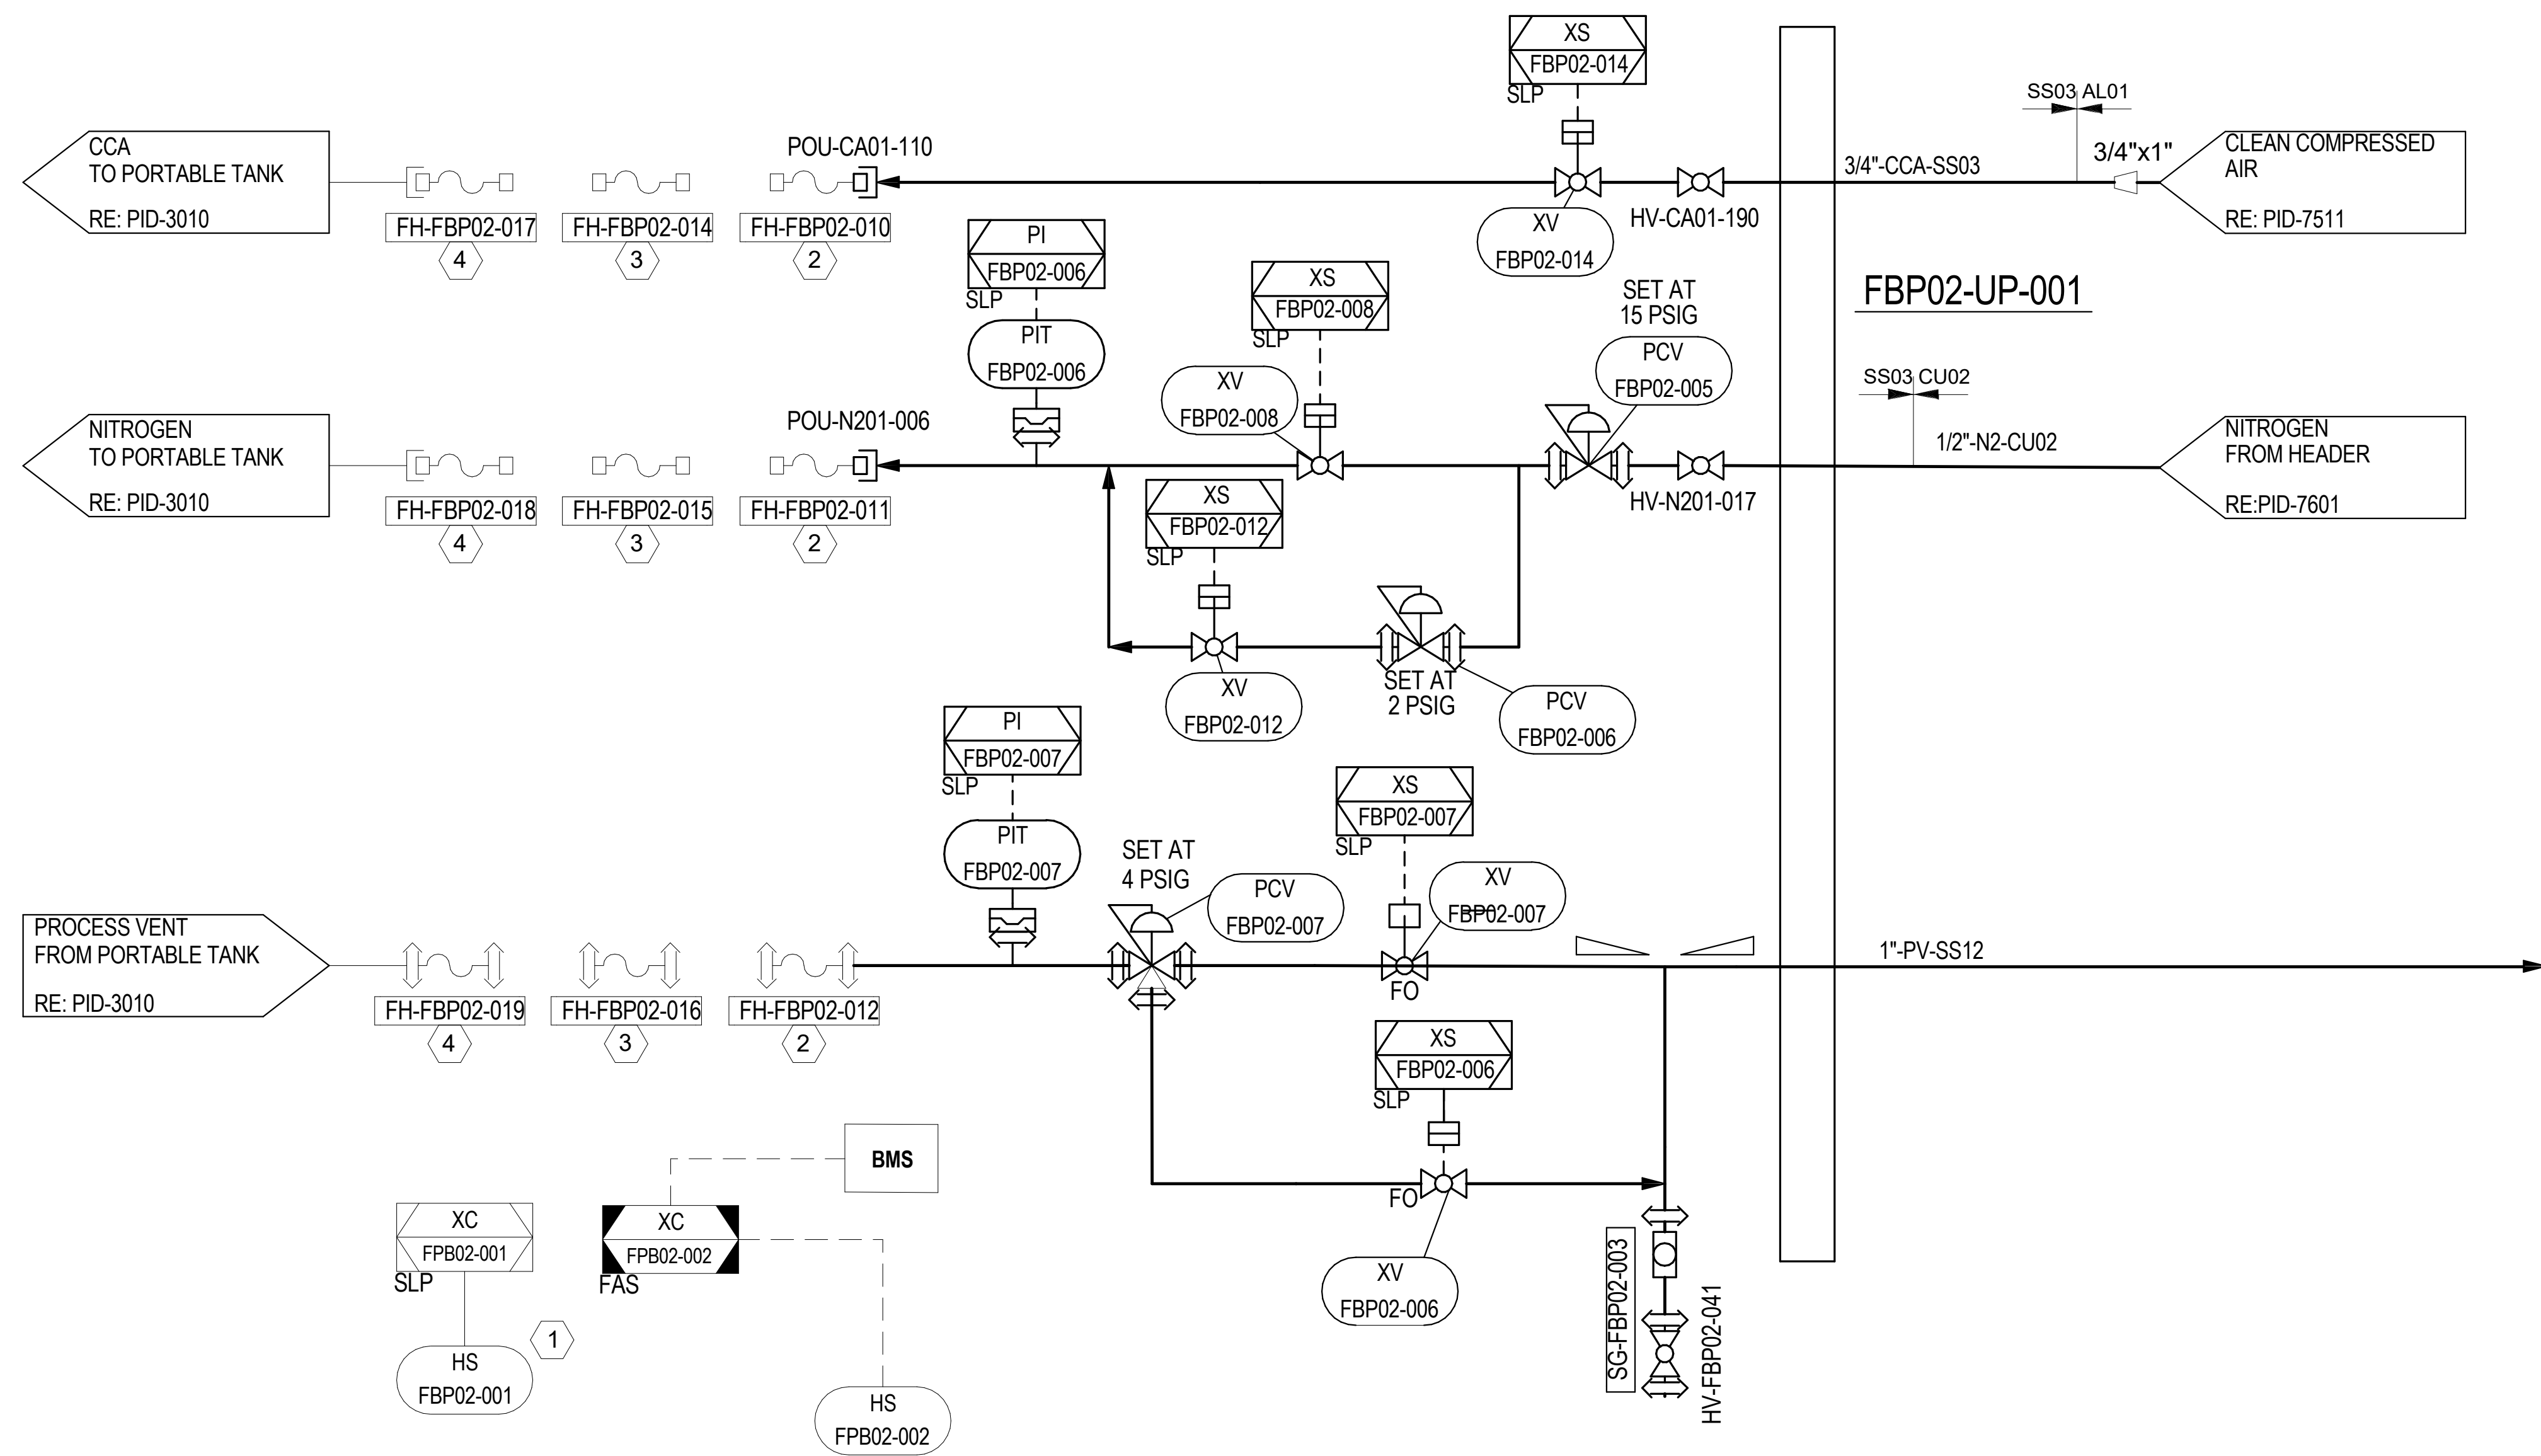 XS
FBP02-014
SLP
SS03 AL01
CCA
TO PORTABLE TANK
RE: PID-3010
POU-CA01-110
3/4"-CCA-SS03
3/4"x1"
CLEAN COMPRESSED
AIR
RE: PID-7511
FH-FBP02-017
4
FH-FBP02-014
3
FH-FBP02-010
2
XV
FBP02-014
HV-CA01-190
PI
FBP02-006
SLP
PIT
FBP02-006
XS
FBP02-008
SLP
XV
FBP02-008
SET AT
15 PSIG
PCV
FBP02-005
FBP02-UP-001
SS03 CU02
NITROGEN
TO PORTABLE TANK
RE: PID-3010
POU-N201-006
1/2"-N2-CU02
NITROGEN
FROM HEADER
RE:PID-7601
FH-FBP02-018
4
FH-FBP02-015
3
FH-FBP02-011
2
HV-N201-017
XS
FBP02-012
SLP
XV
FBP02-012
SET AT
2 PSIG
PCV
FBP02-006
PI
FBP02-007
SLP
PIT
FBP02-007
SET AT
4 PSIG
PCV
FBP02-007
XS
FBP02-007
SLP
XV
FBP02-007
FO
PROCESS VENT
FROM PORTABLE TANK
RE: PID-3010
1"-PV-SS12
FH-FBP02-019
4
FH-FBP02-016
3
FH-FBP02-012
2
XS
FBP02-006
SLP
FO
XV
FBP02-006
BMS
XC
FPB02-001
SLP
XC
FPB02-002
FAS
1
HS
FBP02-001
HS
FPB02-002
SG-FBP02-003
HV-FBP02-041